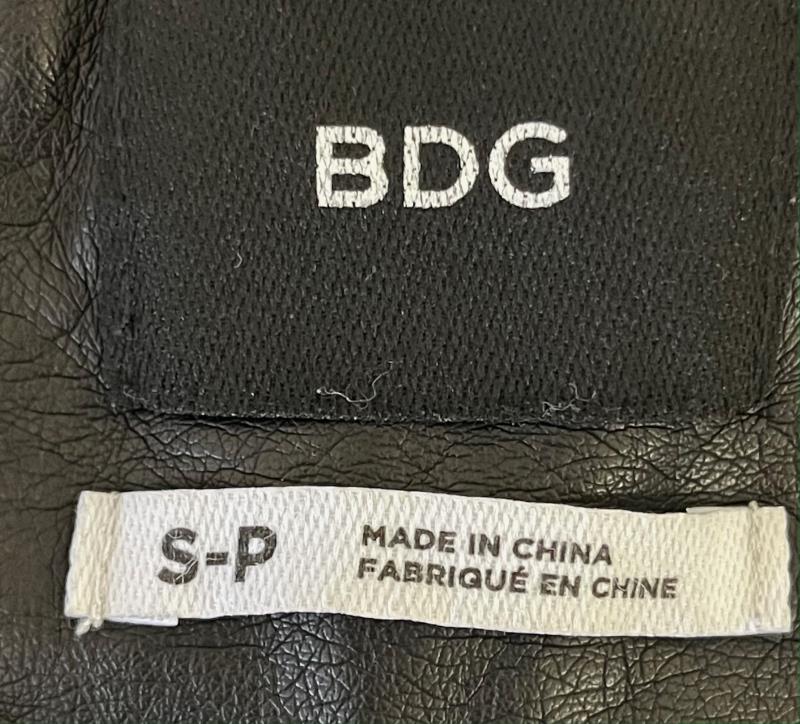 BDG
S-P
MADE IN CHINA
FABRIQUÉ EN CHINE